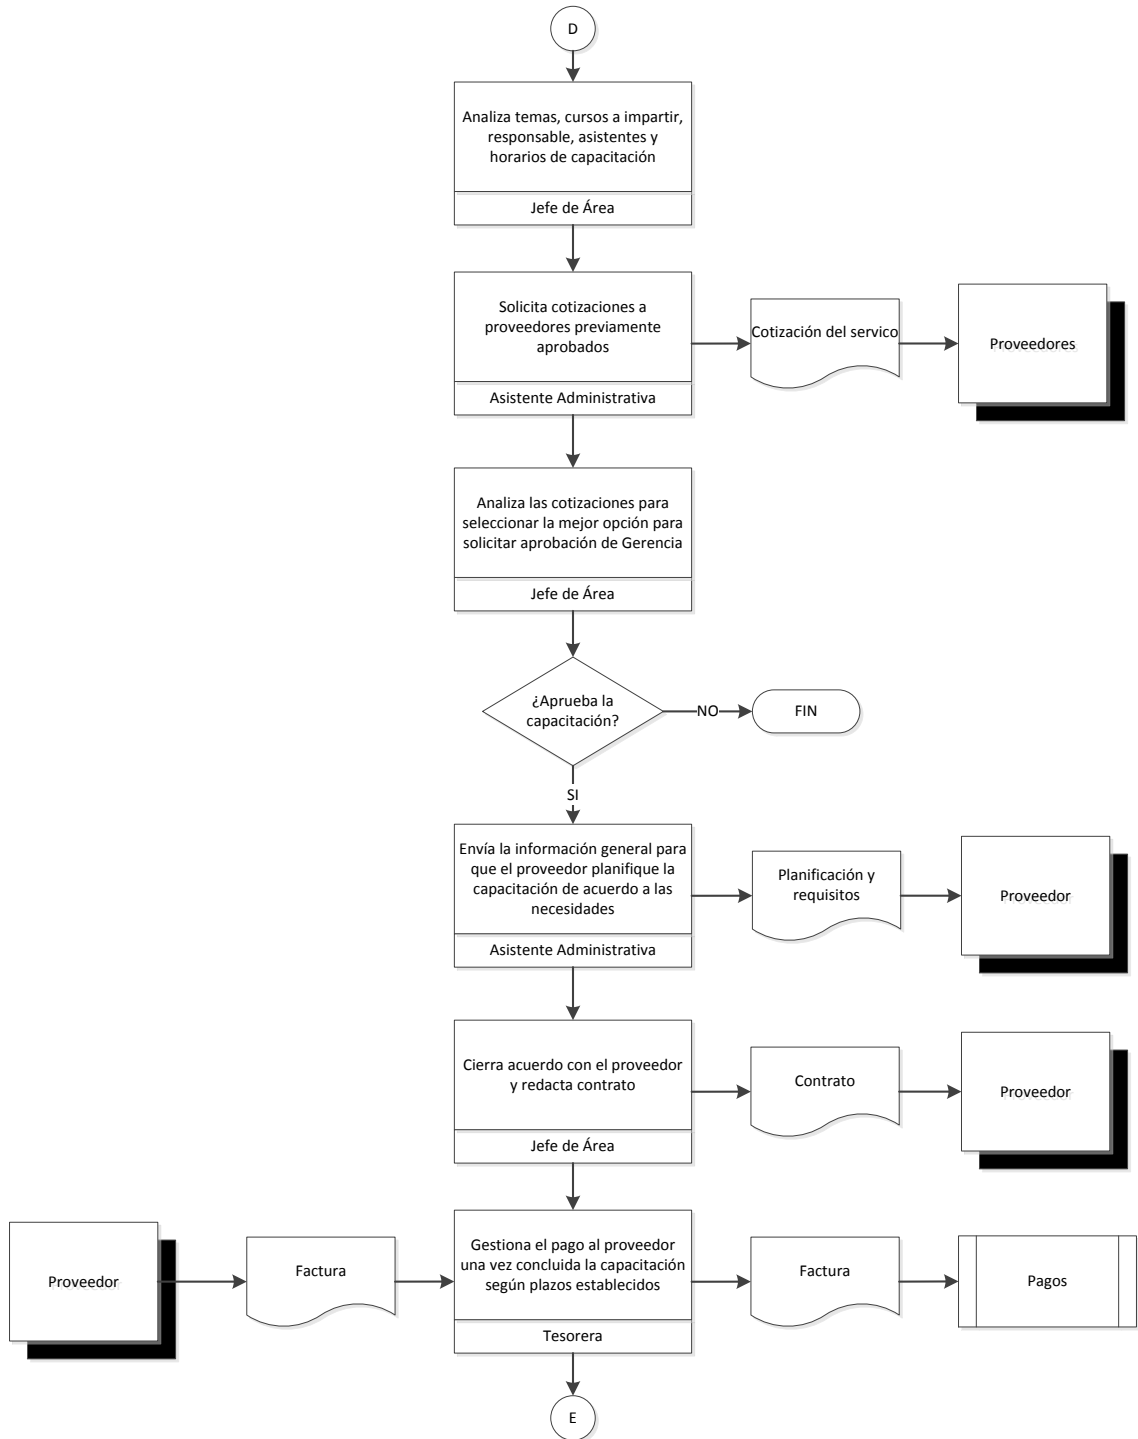 D
Analiza temas, cursos a impartir,
responsable, asistentes y
horarios de capacitación
Jefe de Área
Solicita cotizaciones a
proveedores previamente
aprobados
Asistente Administrativa
Cotización del servico
Proveedores
Analiza las cotizaciones para
seleccionar la mejor opción para
solicitar aprobación de Gerencia
Jefe de Área
¿Aprueba la
capacitación?
NO
FIN
SI
Envía la información general para
que el proveedor planifique la
capacitación de acuerdo a las
necesidades
Asistente Administrativa
Planificación y
requisitos
Proveedor
Cierra acuerdo con el proveedor
y redacta contrato
Jefe de Área
Contrato
Proveedor
Proveedor
Factura
Gestiona el pago al proveedor
una vez concluida la capacitación
según plazos establecidos
Tesorera
Factura
Pagos
E